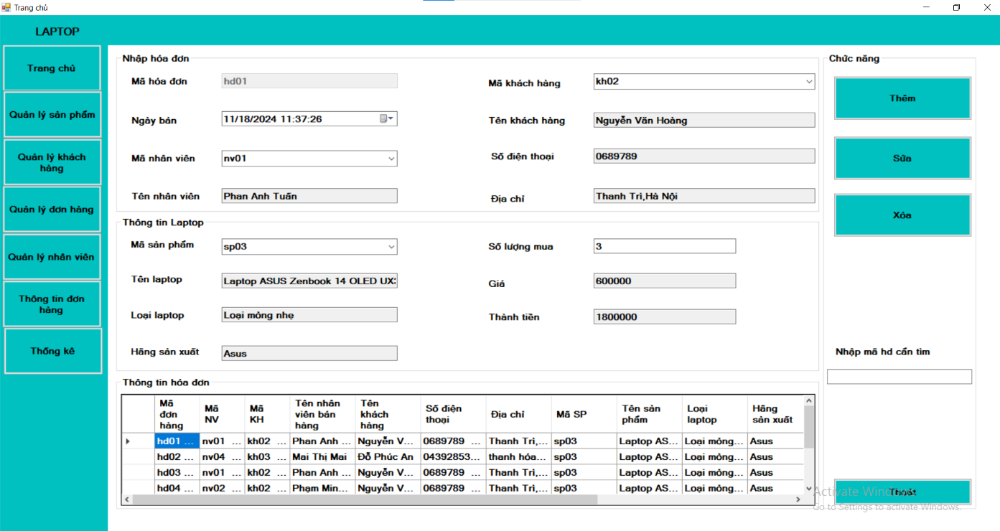 Trang chủ
LAPTOP
Trang chủ
Quản lý sản phẩm
Quản lý khách
hàng
Quản lý đơn hàng
Quản lý nhân viên
Thông tin đơn
hàng
Thống kê
Nhập hóa đơn
Mã hóa đơn hd01
Ngày bán 11/18/2024 11:37:26
Mã nhân viên nv01
Tên nhân viên Phan Anh Tuấn
Mã khách hàng kh02
Tên khách hàng Nguyễn Văn Hoàng
Số điện thoại 0689789
Địa chỉ Thanh Trì,Hà Nội
Thông tin Laptop
Mã sản phẩm sp03
Tên laptop Laptop ASUS Zenbook 14 OLED UX
Loại laptop Loại mỏng nhẹ
Hãng sản xuất Asus
Số lượng mua 3
Giá 600000
Thành tiền 1800000
Thông tin hóa đơn
Mã đơn hàng Mã NV Mã KH Tên nhân viên bán hàng Tên khách hàng Số điện thoại Địa chỉ Mã SP Tên sản phẩm Loại laptop Hãng sản xuất
hd01 ... nv01 ... kh02 ... Phan Anh ... Nguyễn V... 0689789 ... Thanh Trì,... sp03 Laptop AS... Loại mỏng... Asus
hd02 ... nv04 ... kh03 ... Mai Thị Mai Đỗ Phúc An 04392853... thanh hóa... sp03 Laptop AS... Loại mỏng... Asus
hd03 ... nv01 ... kh02 ... Phan Anh ... Nguyễn V... 0689789 ... Thanh Trì,... sp03 Laptop AS... Loại mỏng... Asus
hd04 ... nv02 ... kh02 ... Phạm Min... Nguyễn V... 0689789 ... Thanh Trì,... sp03 Laptop AS... Loại mỏng... Asus
Chức năng
Thêm
Sửa
Xóa
Nhập mã hd cần tìm
Thoát
Activate Windows
Go to Settings to activate Windows.